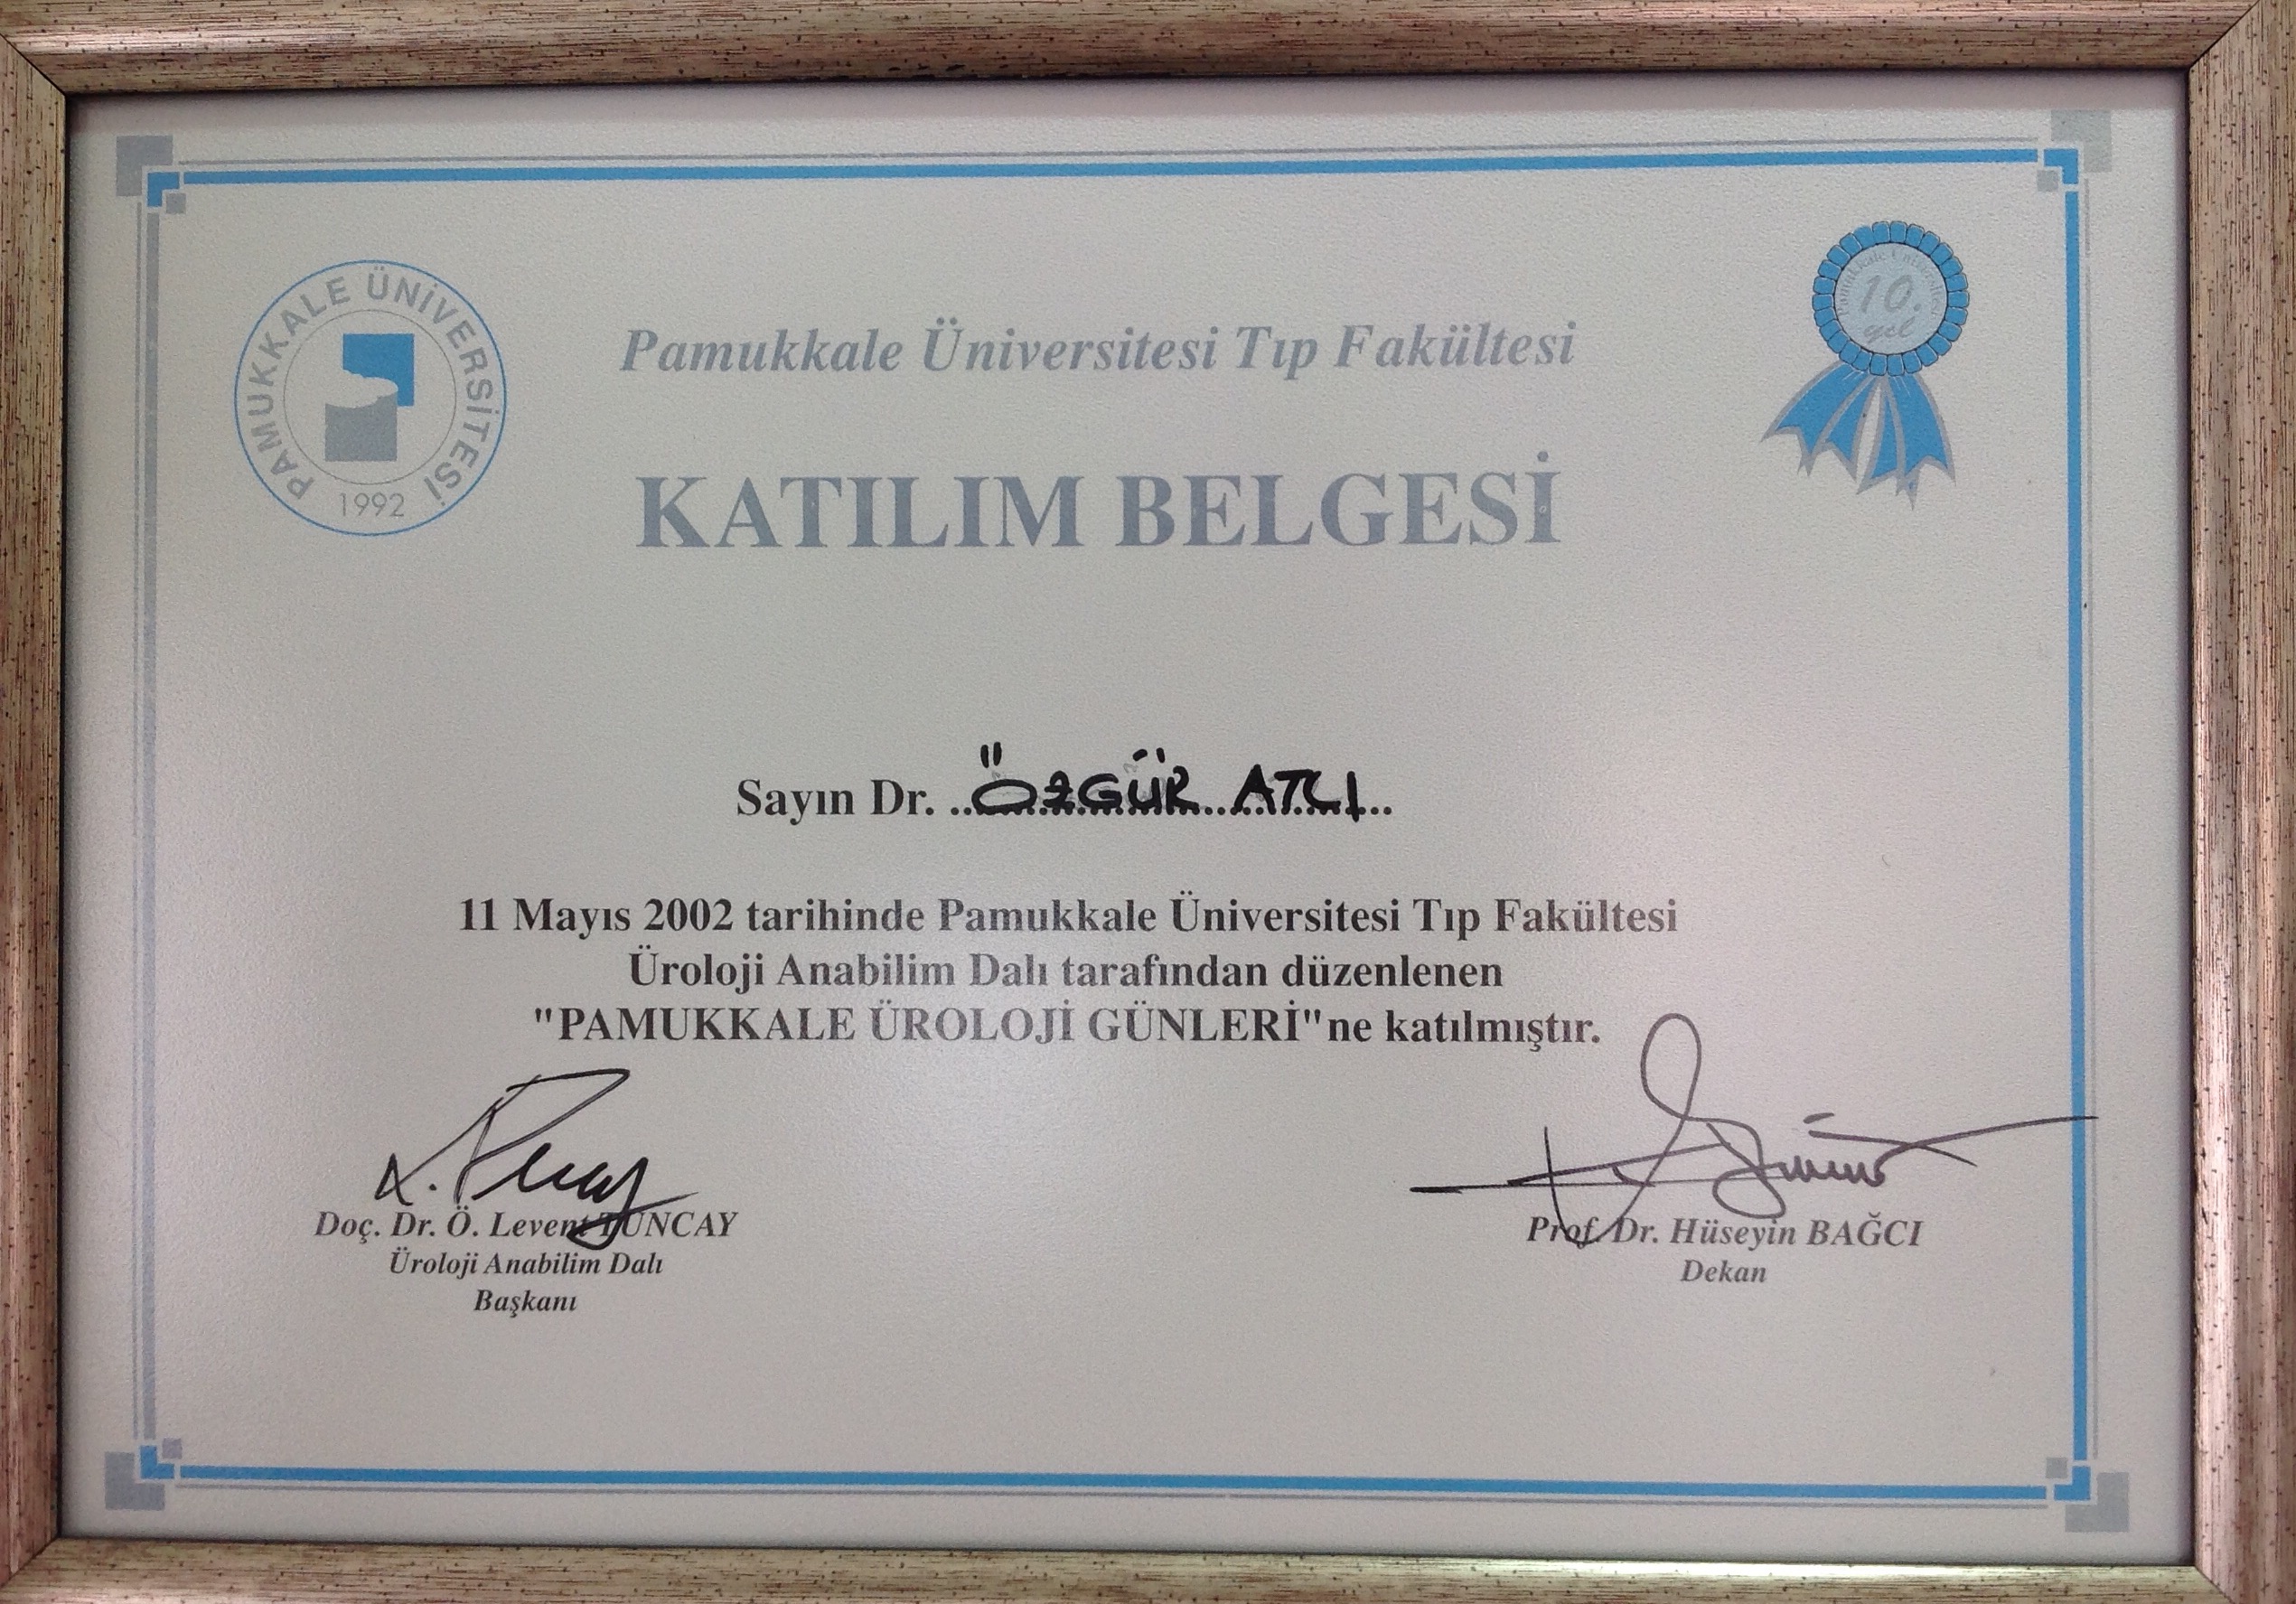 PAMUKKALE ÜNİVERSİTESİ
1992
10.
yıl
Pamukkale Üniversitesi Tıp Fakültesi
KATILIM BELGESİ
Sayın Dr. ..ÖZGÜR ATCI..
11 Mayıs 2002 tarihinde Pamukkale Üniversitesi Tıp Fakültesi
Üroloji Anabilim Dalı tarafından düzenlenen
"PAMUKKALE ÜROLOJİ GÜNLERİ"ne katılmıştır.
Doç. Dr. Ö. Levent TUNCAY
Üroloji Anabilim Dalı
Başkanı
Prof. Dr. Hüseyin BAĞCI
Dekan